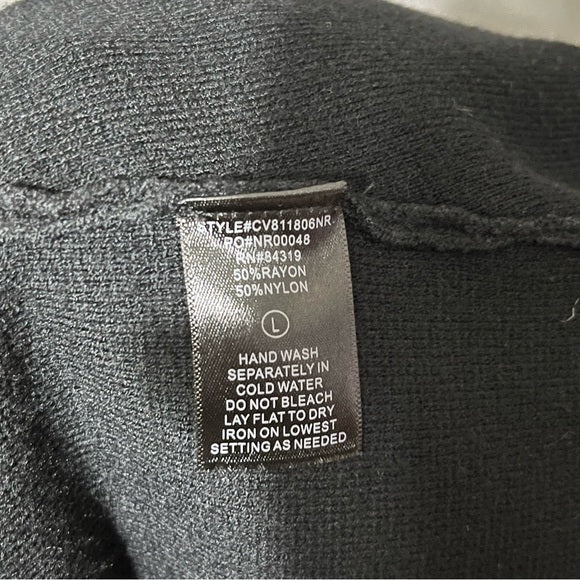 STYLE#CV811806NR
PO#NR00048
RN#84319
50%RAYON
50%NYLON
L
HAND WASH
SEPARATELY IN
COLD WATER
DO NOT BLEACH
LAY FLAT TO DRY
IRON ON LOWEST
SETTING AS NEEDED